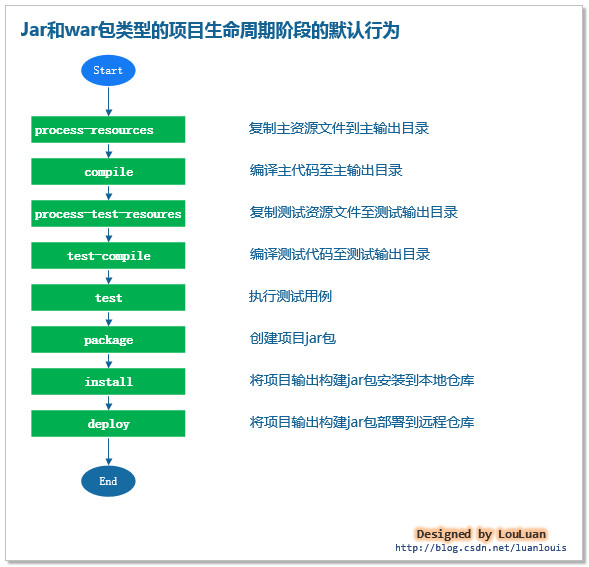 Jar和war包类型的项目生命周期阶段的默认行为
Start
process-resources 复制主资源文件到主输出目录
compile 编译主代码至主输出目录
process-test-resoures 复制测试资源文件至测试输出目录
test-compile 编译测试代码至测试输出目录
test 执行测试用例
package 创建项目jar包
install 将项目输出构建jar包安装到本地仓库
deploy 将项目输出构建jar包部署到远程仓库
End
Designed by LouLuan
http://blog.csdn.net/luanlouis